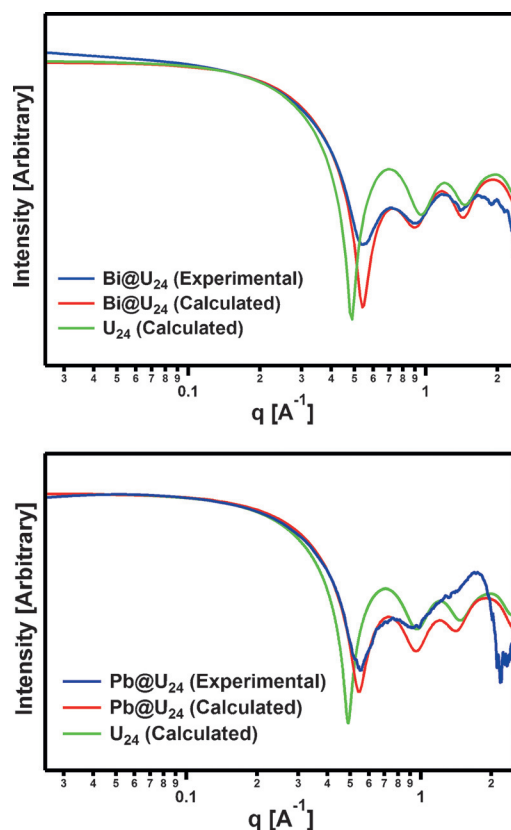 Intensity [Arbitrary]
Bi@U24 (Experimental)
Bi@U24 (Calculated)
U24 (Calculated)
3 4 5 6 7 8 9 2 3 4 5 6 7 8 9 2
0.1 1
q [A-1]
Intensity [Arbitrary]
Pb@U24 (Experimental)
Pb@U24 (Calculated)
U24 (Calculated)
3 4 5 6 7 8 9 2 3 4 5 6 7 8 9 2
0.1 1
q [A-1]